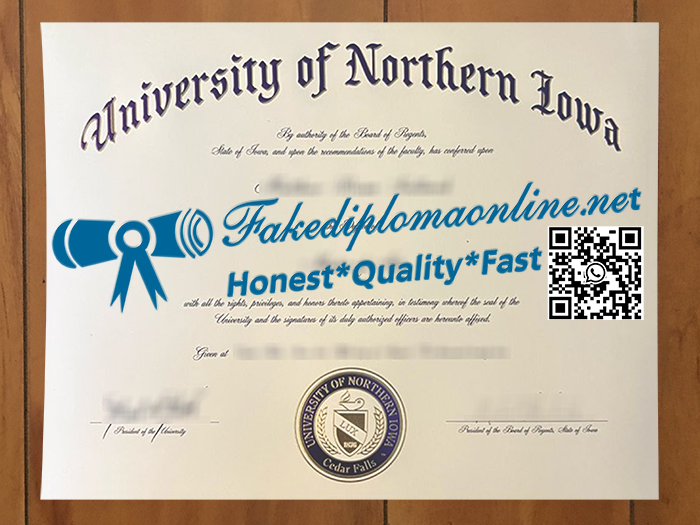 University of Northern Iowa
By authority of the Board of Regents,
State of Iowa, and upon the recommendations of the faculty, has conferred upon
Fakediplomaonline.net
Honest*Quality*Fast
with all the rights, privileges, and honors thereto appertaining, in testimony whereof the seal of the
University and the signatures of its duly authorized officers are hereunto affixed.
Given at
UNIVERSITY OF NORTHERN IOWA
LUX
1876
Cedar Falls
President of the University
President of the Board of Regents, State of Iowa